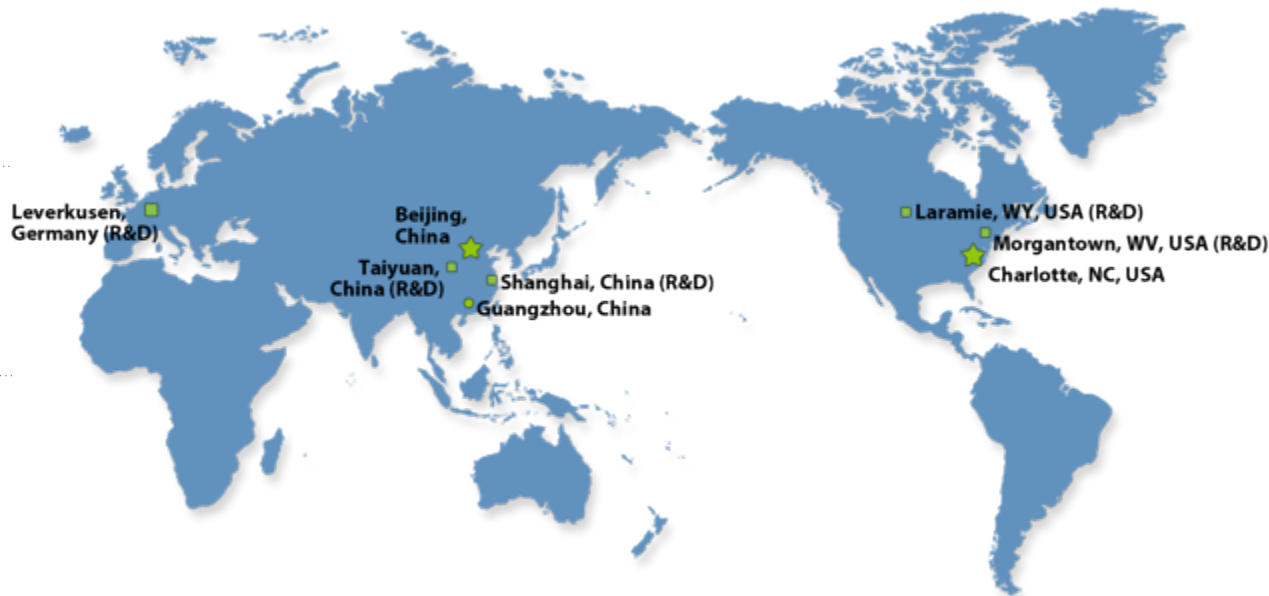 Leverkusen,
Germany (R&D)
Beijing,
China
Taiyuan,
China (R&D)
Shanghai, China (R&D)
Guangzhou, China
Laramie, WY, USA (R&D)
Morgantown, WV, USA (R&D)
Charlotte, NC, USA